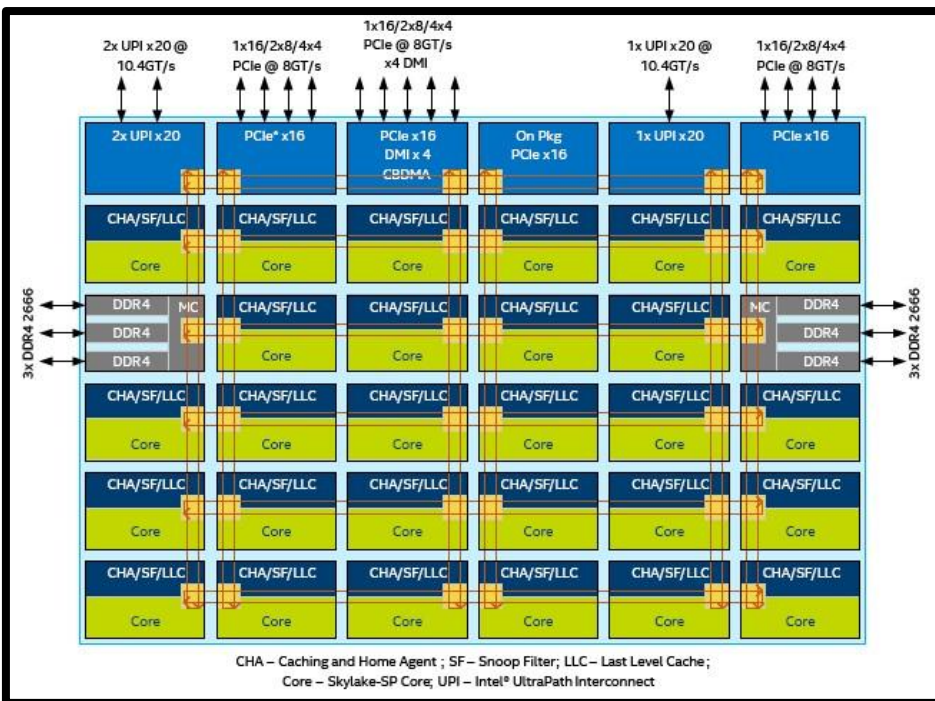 1x16/2x8/4x4
2x UPI x20 @ 1x16/2x8/4x4 PCIe @ 8GT/s 1x UPI x20 @ 1x16/2x8/4x4
10.4GT/s PCIe @ 8GT/s x4 DMI 10.4GT/s PCIe @ 8GT/s
2x UPI x20 PCIe* x16 PCIe x16 On Pkg 1x UPI x20 PCIe x16
DMI x 4 PCIe x16
CBDMA
CHA/SF/LLC CHA/SF/LLC CHA/SF/LLC CHA/SF/LLC CHA/SF/LLC CHA/SF/LLC
Core Core Core Core Core Core
3x DDR4 2666
DDR4 MC CHA/SF/LLC CHA/SF/LLC CHA/SF/LLC CHA/SF/LLC MC DDR4
DDR4 DDR4
DDR4 Core Core Core Core DDR4
3x DDR4 2666
CHA/SF/LLC CHA/SF/LLC CHA/SF/LLC CHA/SF/LLC CHA/SF/LLC CHA/SF/LLC
Core Core Core Core Core Core
CHA/SF/LLC CHA/SF/LLC CHA/SF/LLC CHA/SF/LLC CHA/SF/LLC CHA/SF/LLC
Core Core Core Core Core Core
CHA/SF/LLC CHA/SF/LLC CHA/SF/LLC CHA/SF/LLC CHA/SF/LLC CHA/SF/LLC
Core Core Core Core Core Core
CHA – Caching and Home Agent ; SF – Snoop Filter; LLC – Last Level Cache;
Core – Skylake-SP Core; UPI – Intel® UltraPath Interconnect